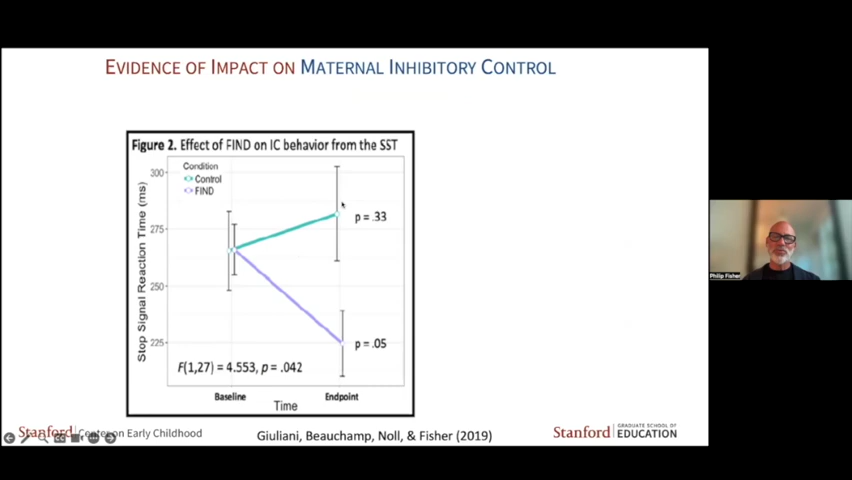 EVIDENCE OF IMPACT ON MATERNAL INHIBITORY CONTROL
Figure 2. Effect of FIND on IC behavior from the SST
Condition
Control
FIND
300
275
250
225
Stop Signal Reaction Time (ms)
p = .33
p = .05
F(1,27) = 4.553, p = .042
Baseline
Endpoint
Time
Philip Fisher
Stanford
Center on Early Childhood
Giuliani, Beauchamp, Noll, & Fisher (2019)
Stanford
GRADUATE SCHOOL OF
EDUCATION